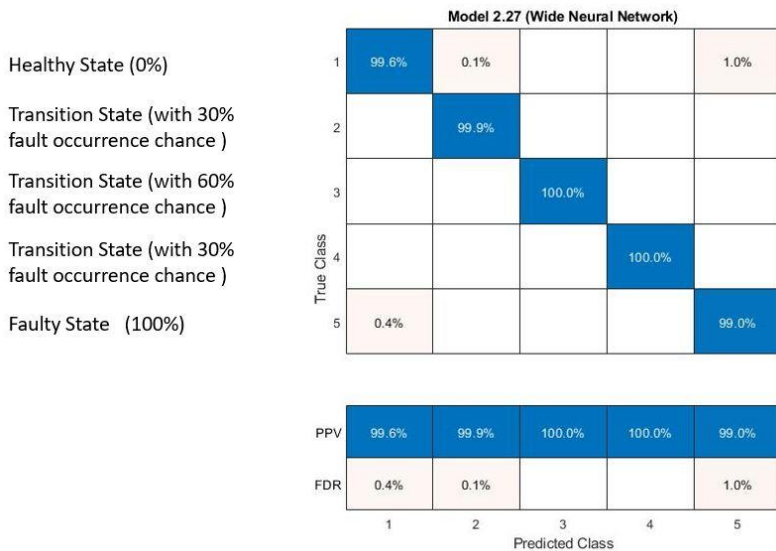 Model 2.27 (Wide Neural Network)
Healthy State (0%)
1 99.6% 0.1% 1.0%
Transition State (with 30%
fault occurrence chance )
2 99.9%
Transition State (with 60%
fault occurrence chance )
3 100.0%
True Class
Transition State (with 30%
fault occurrence chance )
4 100.0%
Faulty State (100%)
5 0.4% 99.0%
PPV 99.6% 99.9% 100.0% 100.0% 99.0%
FDR 0.4% 0.1% 1.0%
1 2 3 4 5
Predicted Class